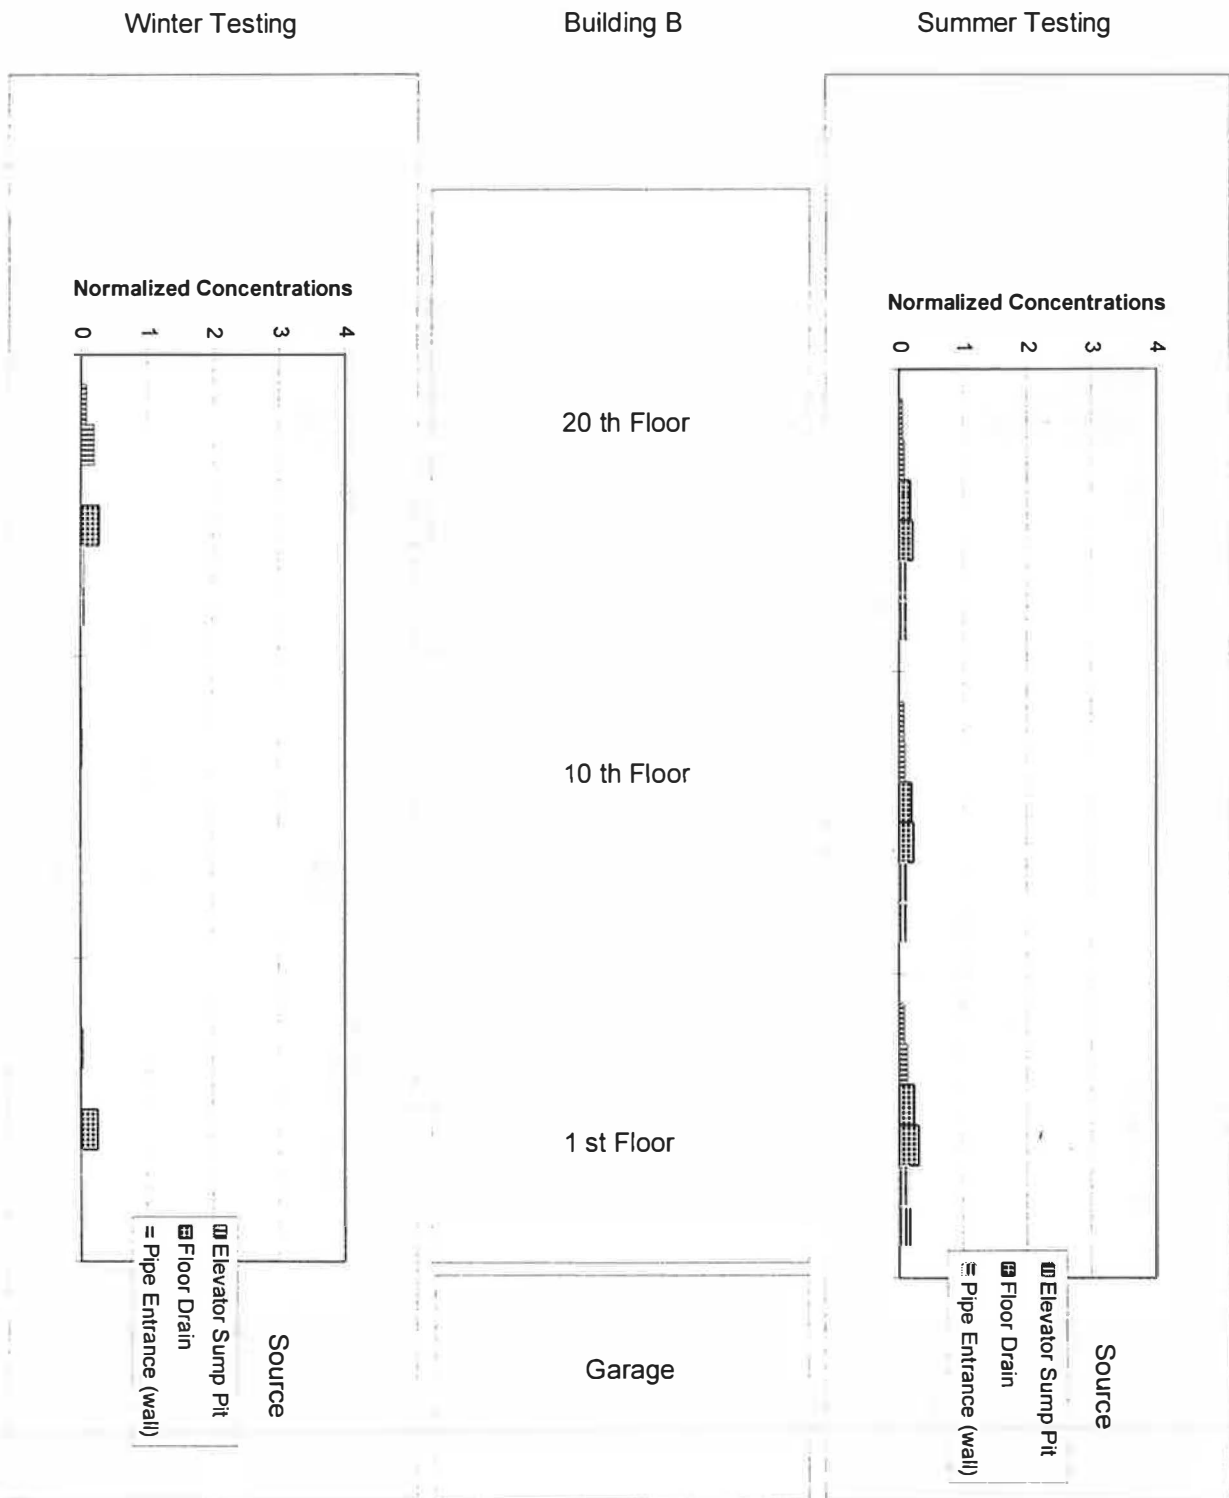 Winter Testing
Building B
Summer Testing
Normalized Concentrations
0 1 2 3 4
Elevator Sump Pit
Floor Drain
= Pipe Entrance (wall)
Source
20 th Floor
10 th Floor
1 st Floor
Garage
Normalized Concentrations
0 1 2 3 4
Elevator Sump Pit
Floor Drain
Pipe Entrance (wall)
Source